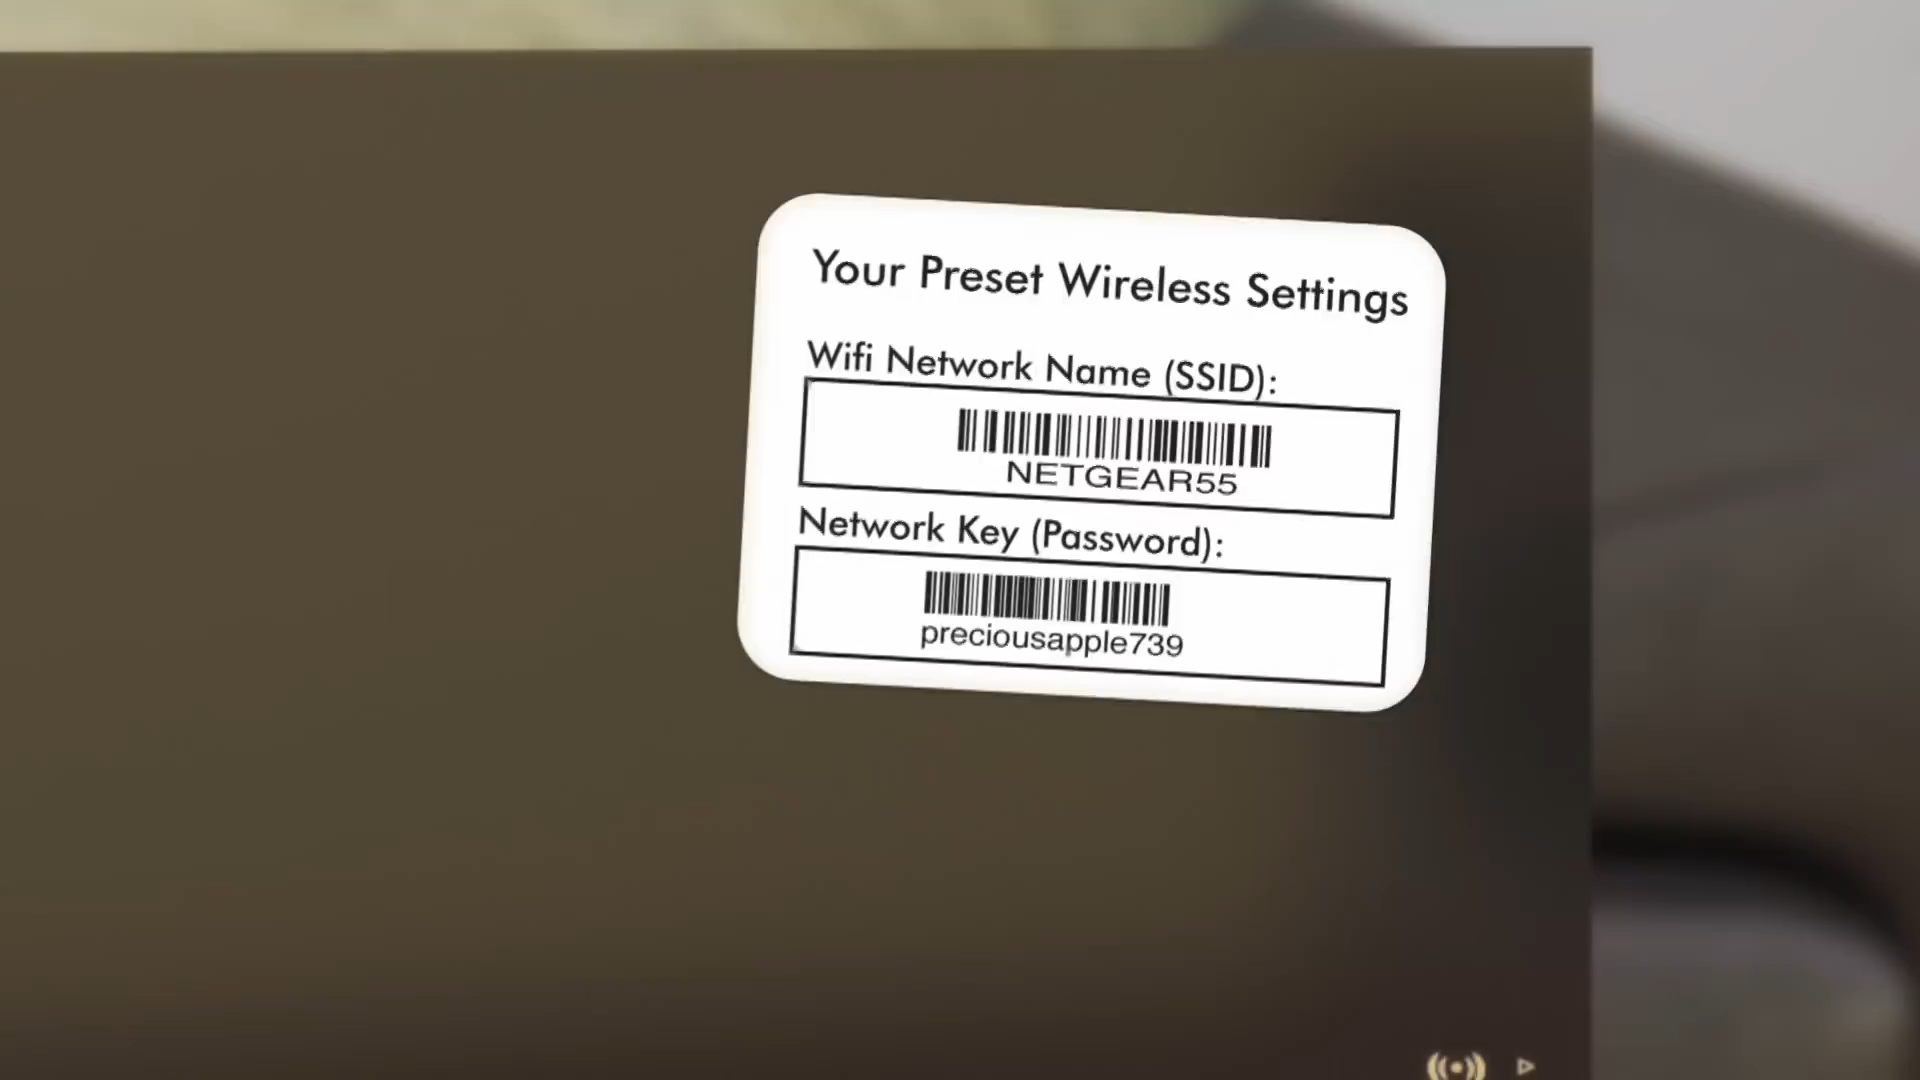 Your Preset Wireless Settings
Wifi Network Name (SSID):
NETGEAR55
Network Key (Password):
preciousapple739